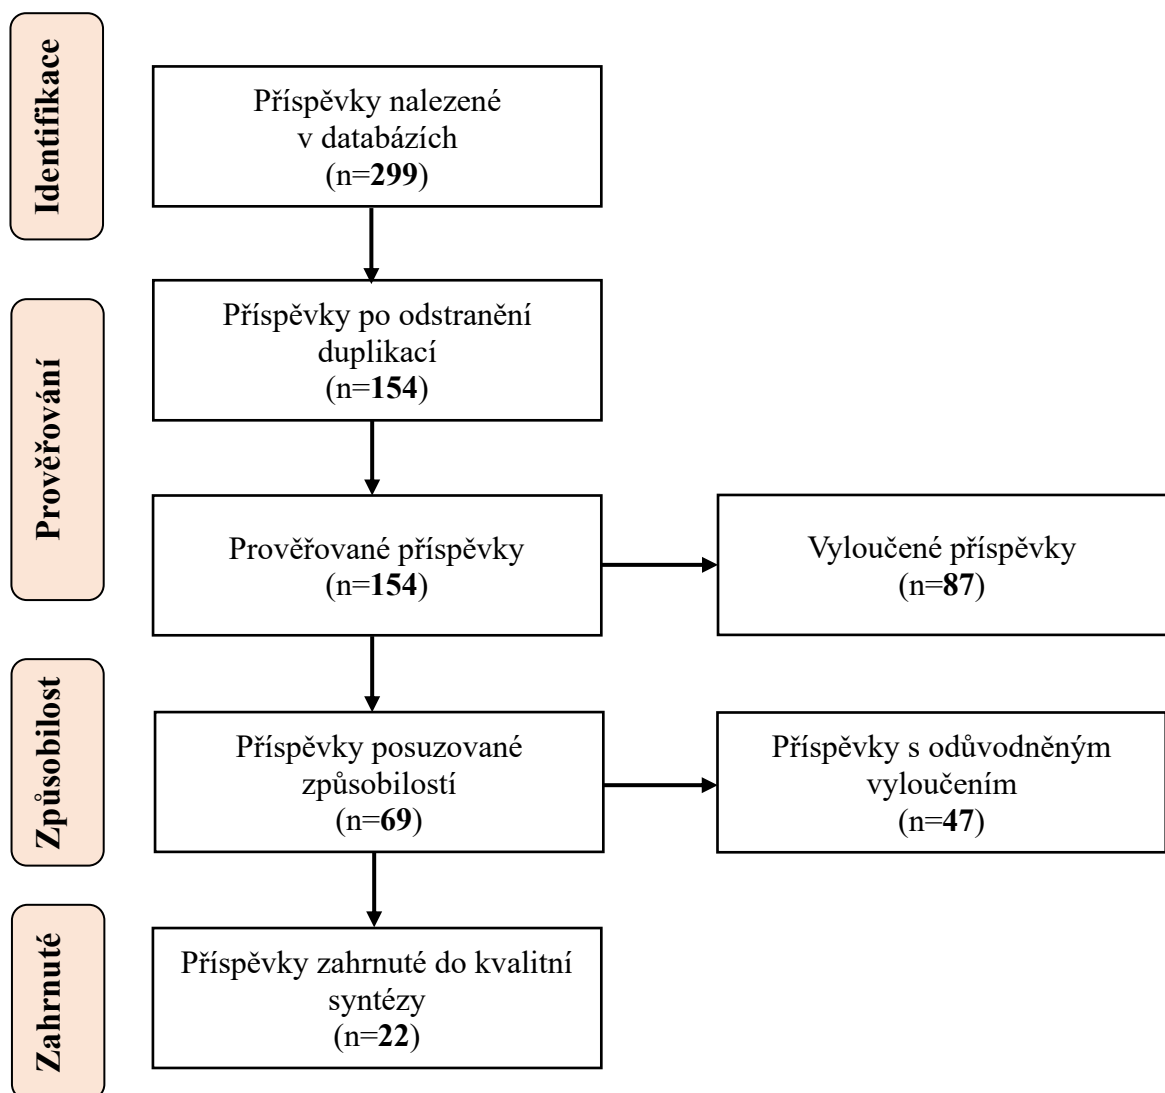 Identifikace
Příspěvky nalezené
v databázích
(n=299)
Prověřování
Příspěvky po odstranění
duplikací
(n=154)
Prověřované příspěvky
(n=154)
Vyloučené příspěvky
(n=87)
Způsobilost
Příspěvky posuzované
způsobilostí
(n=69)
Příspěvky s odůvodněným
vyloučením
(n=47)
Zahrnuté
Příspěvky zahrnuté do kvalitní
syntézy
(n=22)